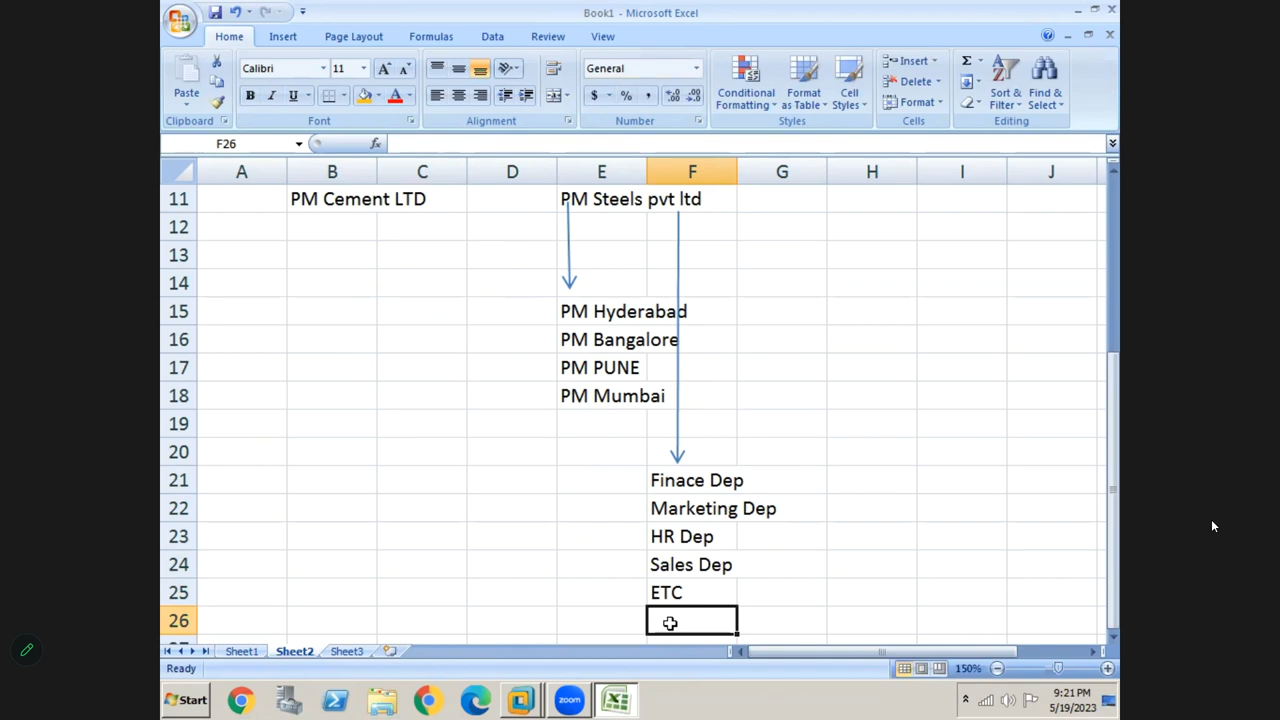 Book1 - Microsoft Excel
Home Insert Page Layout Formulas Data Review View
Paste
Calibri 11 A A
B I U A
General
$ % ,
Conditional Formatting
Format as Table
Cell Styles
Insert
Delete
Format
Σ
Sort & Filter
Find & Select
Clipboard Font Alignment Number Styles Cells Editing
F26 fx
A B C D E F G H I J
11 PM Cement LTD PM Steels pvt ltd
12
13
14
15 PM Hyderabad
16 PM Bangalore
17 PM PUNE
18 PM Mumbai
19
20
21 Finace Dep
22 Marketing Dep
23 HR Dep
24 Sales Dep
25 ETC
26
Sheet1 Sheet2 Sheet3
Ready 150%
Start zoom 9:21 PM
5/19/2023